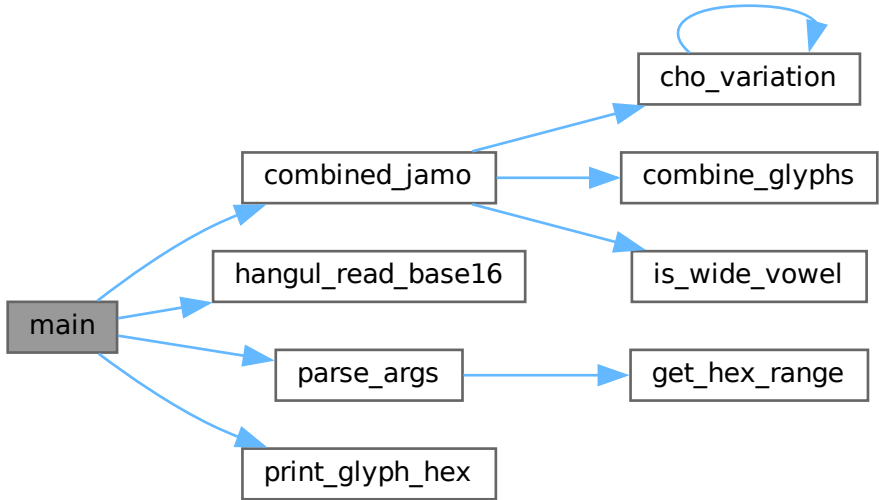 cho_variation
combined_jamo
combine_glyphs
hangul_read_base16
is_wide_vowel
main
parse_args
get_hex_range
print_glyph_hex